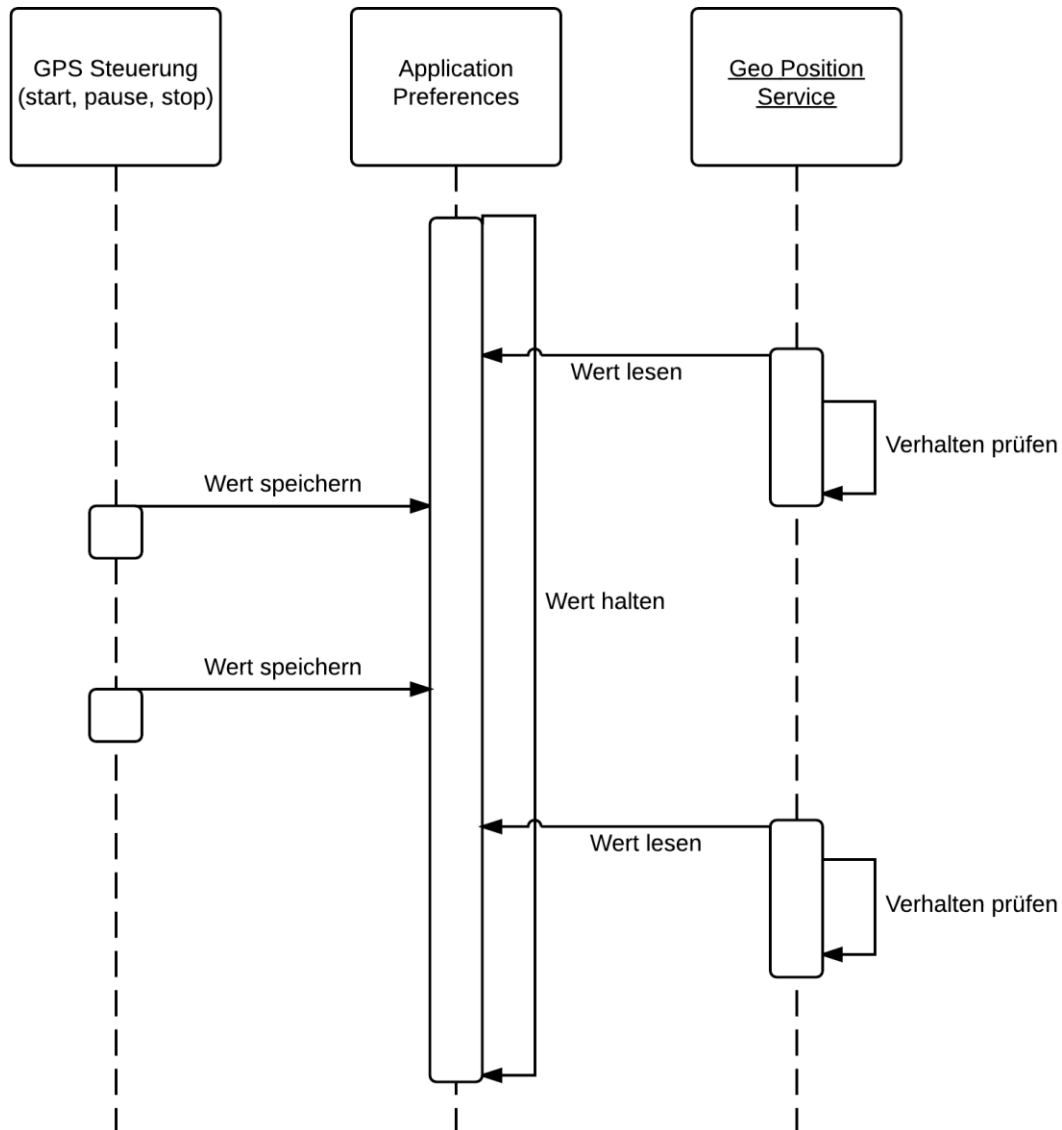 GPS Steuerung
(start, pause, stop)
Application
Preferences
Geo Position
Service
Wert lesen
Verhalten prüfen
Wert speichern
Wert halten
Wert speichern
Wert lesen
Verhalten prüfen